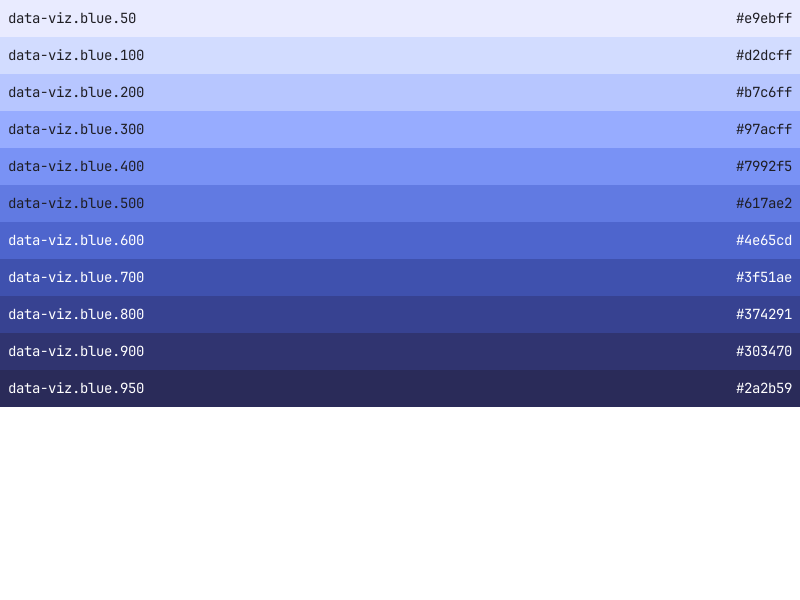 data-viz.blue.50 #e9ebff
data-viz.blue.100 #d2dcff
data-viz.blue.200 #b7c6ff
data-viz.blue.300 #97acff
data-viz.blue.400 #7992f5
data-viz.blue.500 #617ae2
data-viz.blue.600 #4e65cd
data-viz.blue.700 #3f51ae
data-viz.blue.800 #374291
data-viz.blue.900 #303470
data-viz.blue.950 #2a2b59